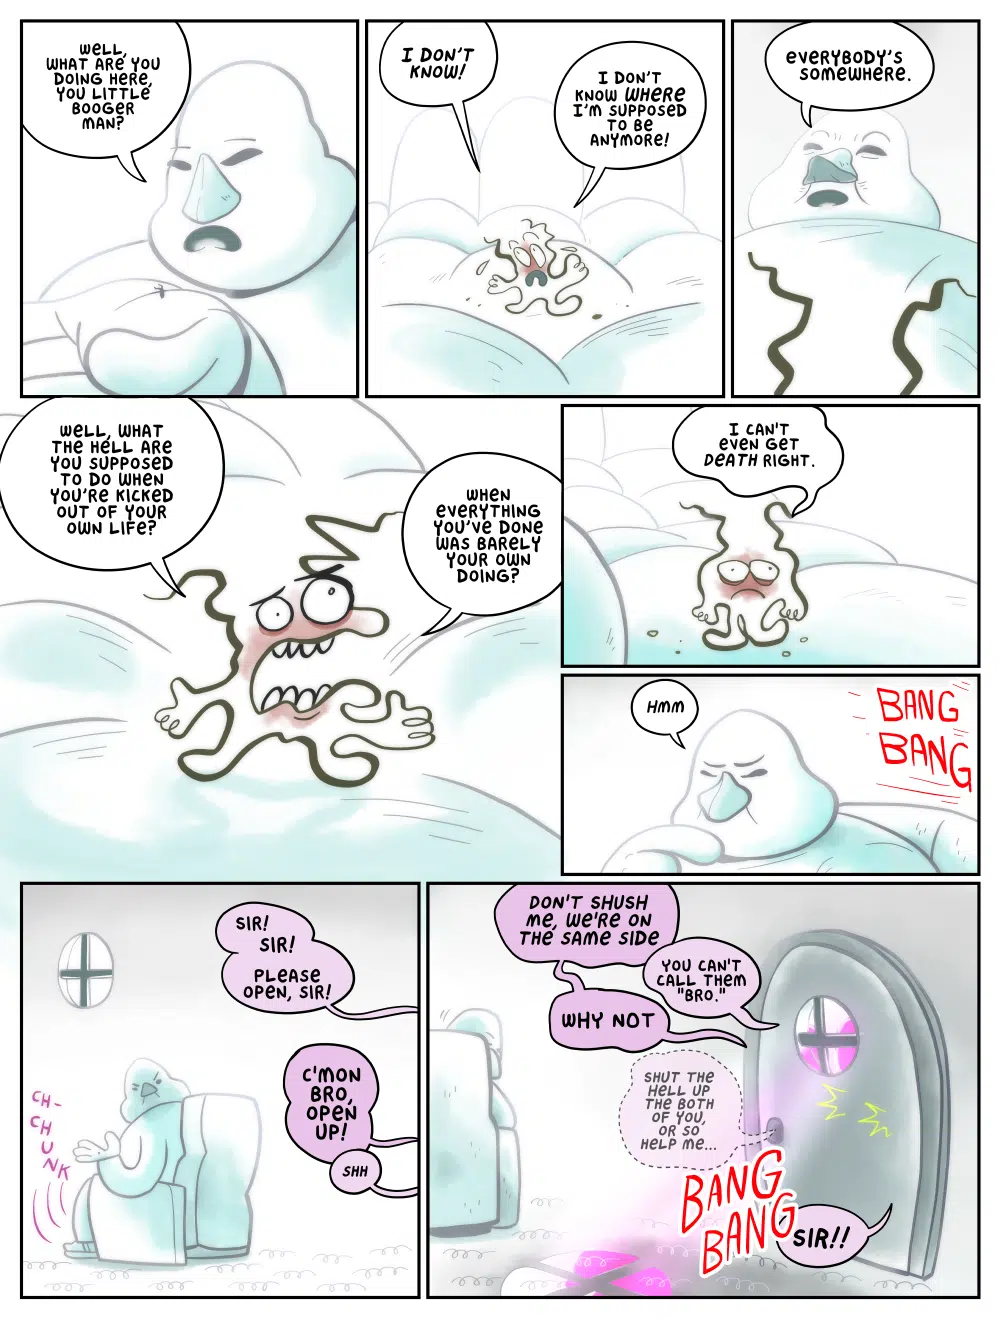 WELL,
WHAT ARE YOU
DOING HERE,
YOU LITTLE
BOOGER
MAN?
I DON'T
KNOW!
I DON'T
KNOW WHERE
I'M SUPPOSED
TO BE
ANYMORE!
EVERYBODY'S
SOMEWHERE.
WELL, WHAT
THE HELL ARE
YOU SUPPOSED
TO DO WHEN
YOU'RE KICKED
OUT OF YOUR
OWN LIFE?
WHEN
EVERYTHING
YOU'VE DONE
WAS BARELY
YOUR OWN
DOING?
I CAN'T
EVEN GET
DEATH RIGHT.
HMM
BANG
BANG
SIR!
SIR!
PLEASE
OPEN, SIR!
C'MON
BRO,
OPEN
UP!
SHH
CH-
CHUNK
DON'T SHUSH
ME, WE'RE ON
THE SAME SIDE
YOU CAN'T
CALL THEM
"BRO."
WHY NOT
SHUT THE
HELL UP
THE BOTH
OF YOU,
OR SO
HELP ME...
BANG
BANG
SIR!!